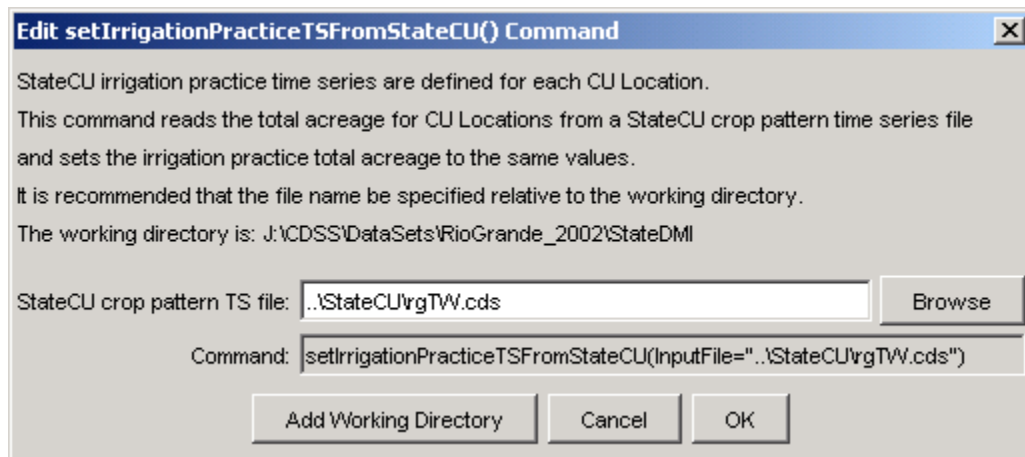 Edit setIrrigationPracticeTSFromStateCU() Command
StateCU irrigation practice time series are defined for each CU Location.
This command reads the total acreage for CU Locations from a StateCU crop pattern time series file
and sets the irrigation practice total acreage to the same values.
It is recommended that the file name be specified relative to the working directory.
The working directory is: J:\CDSS\DataSets\RioGrande_2002\StateDMI
StateCU crop pattern TS file: ..\StateCU\rgTW.cds Browse
Command: setIrrigationPracticeTSFromStateCU(InputFile="..\StateCU\rgTW.cds")
Add Working Directory Cancel OK